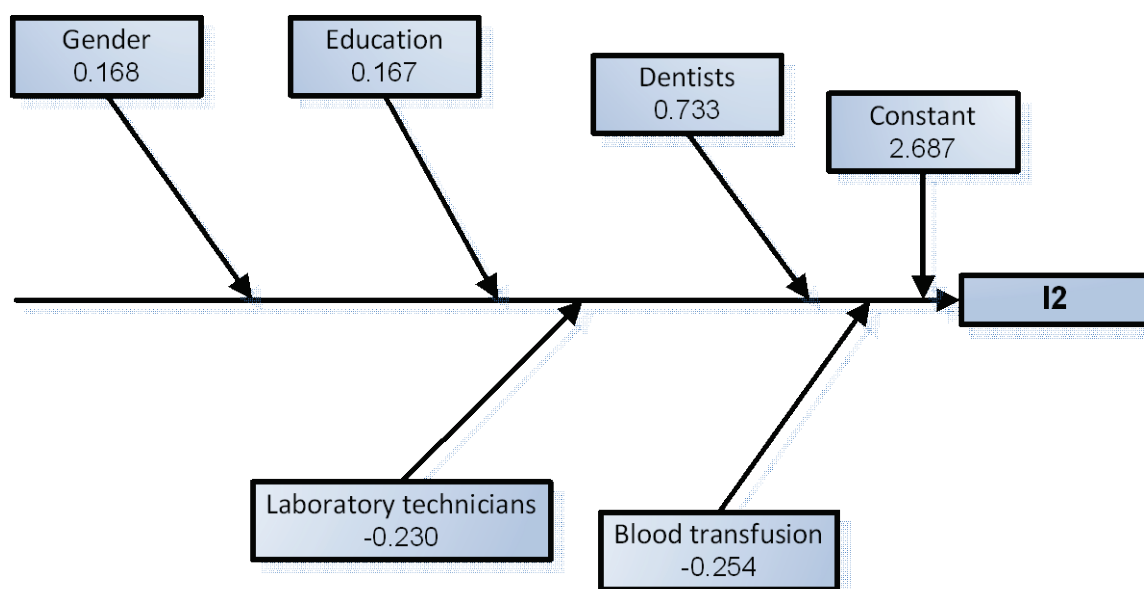 Gender
0.168
Education
0.167
Dentists
0.733
Constant
2.687
I2
Laboratory technicians
-0.230
Blood transfusion
-0.254